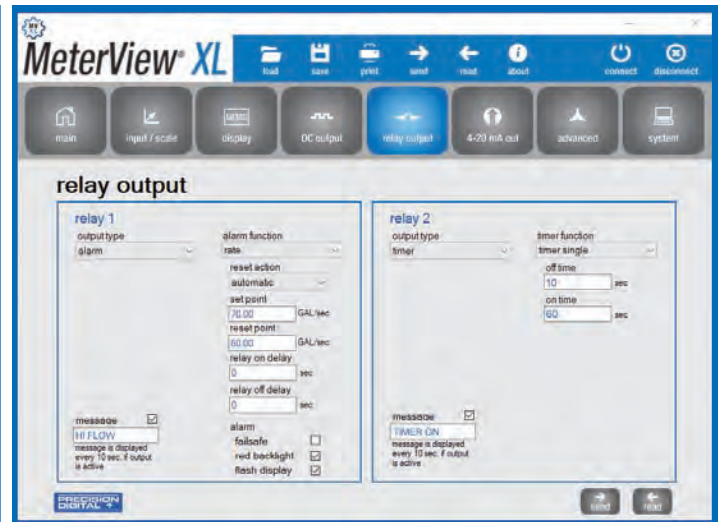 MeterView® XL
load save print send read about connect disconnect
main input / scale display DC output relay output 4-20 mA out advanced system
relay output
relay 1
output type
alarm
message
HI FLOW
message is displayed
every 10 sec. if output
is active
alarm function
rate
reset action
automatic
set point
70.00 GAL/sec
reset point
60.00 GAL/sec
relay on delay
0 sec
relay off delay
0 sec
alarm
failsafe
red backlight
flash display
relay 2
output type
timer
message
TIMER ON
message is displayed
every 10 sec. if output
is active
timer function
timer single
off time
10 sec
on time
60 sec
PRECISION
DIGITAL
send read